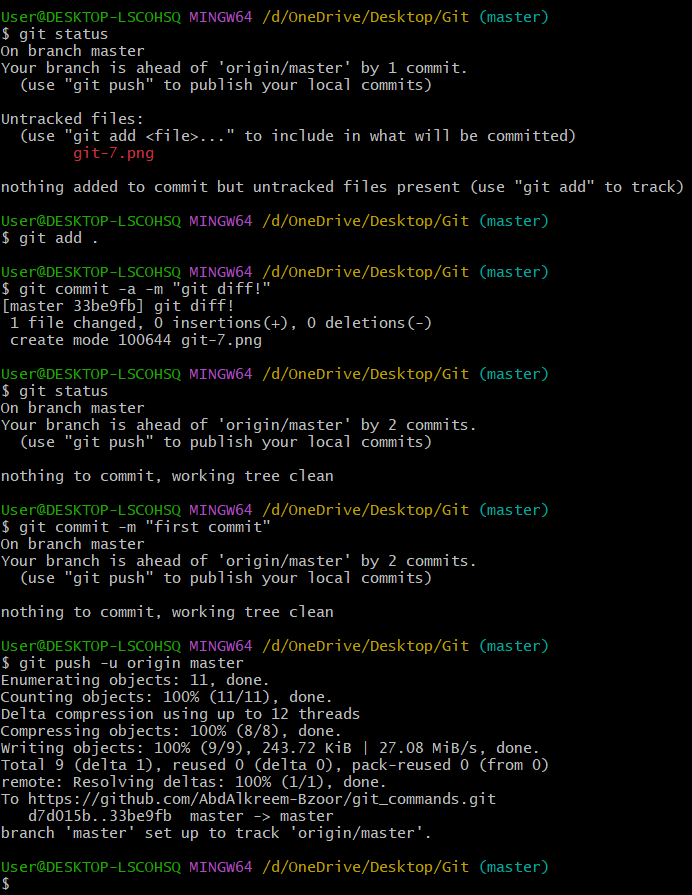 User@DESKTOP-LSCOHSQ MINGW64 /d/OneDrive/Desktop/Git (master)
$ git status
On branch master
Your branch is ahead of 'origin/master' by 1 commit.
  (use "git push" to publish your local commits)

Untracked files:
  (use "git add <file>..." to include in what will be committed)
        git-7.png

nothing added to commit but untracked files present (use "git add" to track)

User@DESKTOP-LSCOHSQ MINGW64 /d/OneDrive/Desktop/Git (master)
$ git add .

User@DESKTOP-LSCOHSQ MINGW64 /d/OneDrive/Desktop/Git (master)
$ git commit -a -m "git diff!"
[master 33be9fb] git diff!
 1 file changed, 0 insertions(+), 0 deletions(-)
 create mode 100644 git-7.png

User@DESKTOP-LSCOHSQ MINGW64 /d/OneDrive/Desktop/Git (master)
$ git status
On branch master
Your branch is ahead of 'origin/master' by 2 commits.
  (use "git push" to publish your local commits)

nothing to commit, working tree clean

User@DESKTOP-LSCOHSQ MINGW64 /d/OneDrive/Desktop/Git (master)
$ git commit -m "first commit"
On branch master
Your branch is ahead of 'origin/master' by 2 commits.
  (use "git push" to publish your local commits)

nothing to commit, working tree clean

User@DESKTOP-LSCOHSQ MINGW64 /d/OneDrive/Desktop/Git (master)
$ git push -u origin master
Enumerating objects: 11, done.
Counting objects: 100% (11/11), done.
Delta compression using up to 12 threads
Compressing objects: 100% (8/8), done.
Writing objects: 100% (9/9), 243.72 KiB | 27.08 MiB/s, done.
Total 9 (delta 1), reused 0 (delta 0), pack-reused 0 (from 0)
remote: Resolving deltas: 100% (1/1), done.
To https://github.com/AbdAlkreem-Bzoor/git_commands.git
   d7d015b..33be9fb  master -> master
branch 'master' set up to track 'origin/master'.

User@DESKTOP-LSCOHSQ MINGW64 /d/OneDrive/Desktop/Git (master)
$